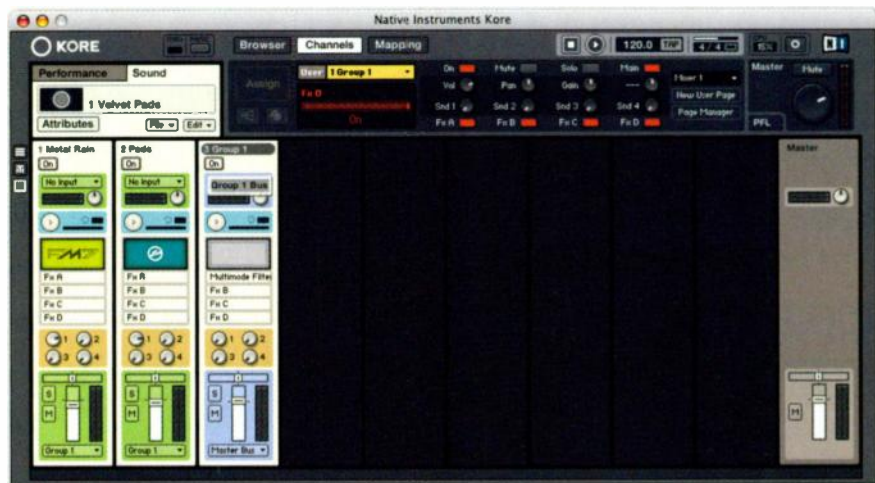 Native Instruments Kore
KORE
Browser Channels Mapping
120.0 TAP 4 / 4
Performance Sound
1 Velvet Pads
Attributes File Edit
Assign
User 1 Group 1
Fx D
On
On Mute Solo Main
Vol Pan Gain ----
Snd 1 Snd 2 Snd 3 Snd 4
Fx A Fx B Fx C Fx D
Mixer 1
New User Page
Page Manager
Master Mute
PFL
1 Metal Rain 2 Pads 3 Group 1 Master
On On On
No Input No Input Group 1 Bus
FM7
Fx A Fx A Multimode Filte
Fx B Fx B Fx B
Fx C Fx C Fx C
Fx D Fx D Fx D
1 2 1 2 1 2
3 4 3 4 3 4
S S S
M M M M
Group 1 Group 1 Master Bus